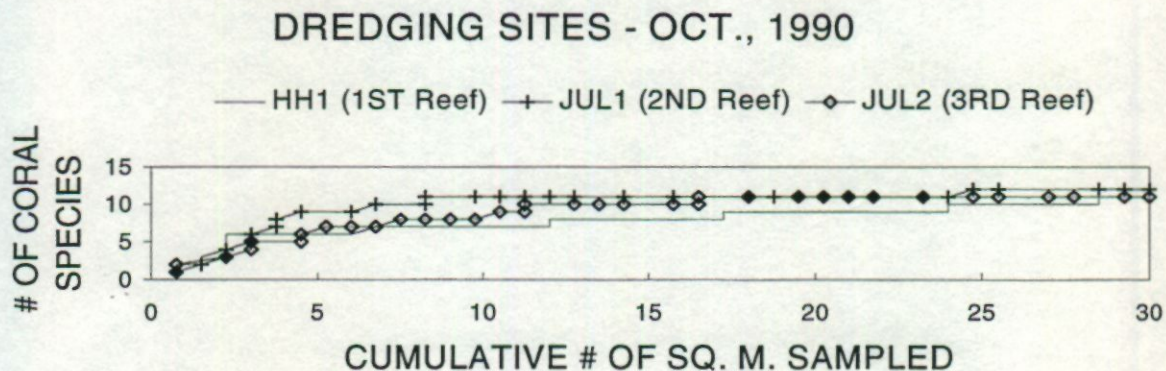 DREDGING SITES - OCT., 1990
HH1 (1ST Reef) JUL1 (2ND Reef) JUL2 (3RD Reef)
# OF CORAL
SPECIES
15
10
5
0
0 5 10 15 20 25 30
CUMULATIVE # OF SQ. M. SAMPLED